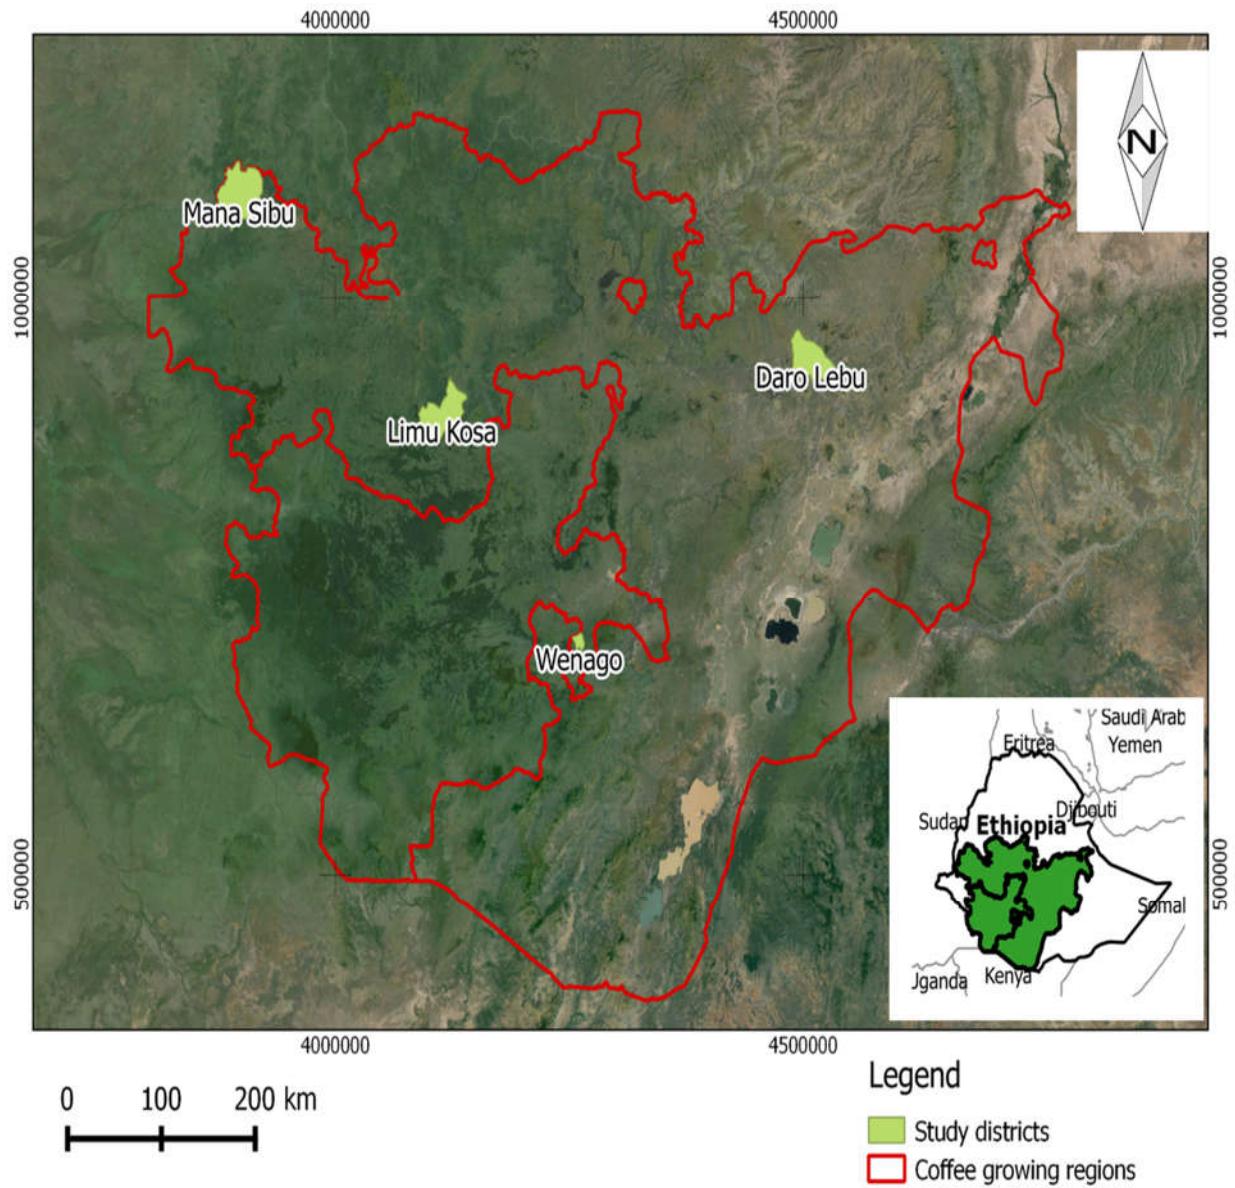 4000000 4500000
N
Mana Sibu
1000000 1000000
Daro Lebu
Limu Kosa
Wenago
Saudi Arab
Eritrea Yemen
Djibouti
Sudan Ethiopia
500000 500000
Somal
Jganda Kenya
4000000 4500000
Legend
0 100 200 km
Study districts
Coffee growing regions